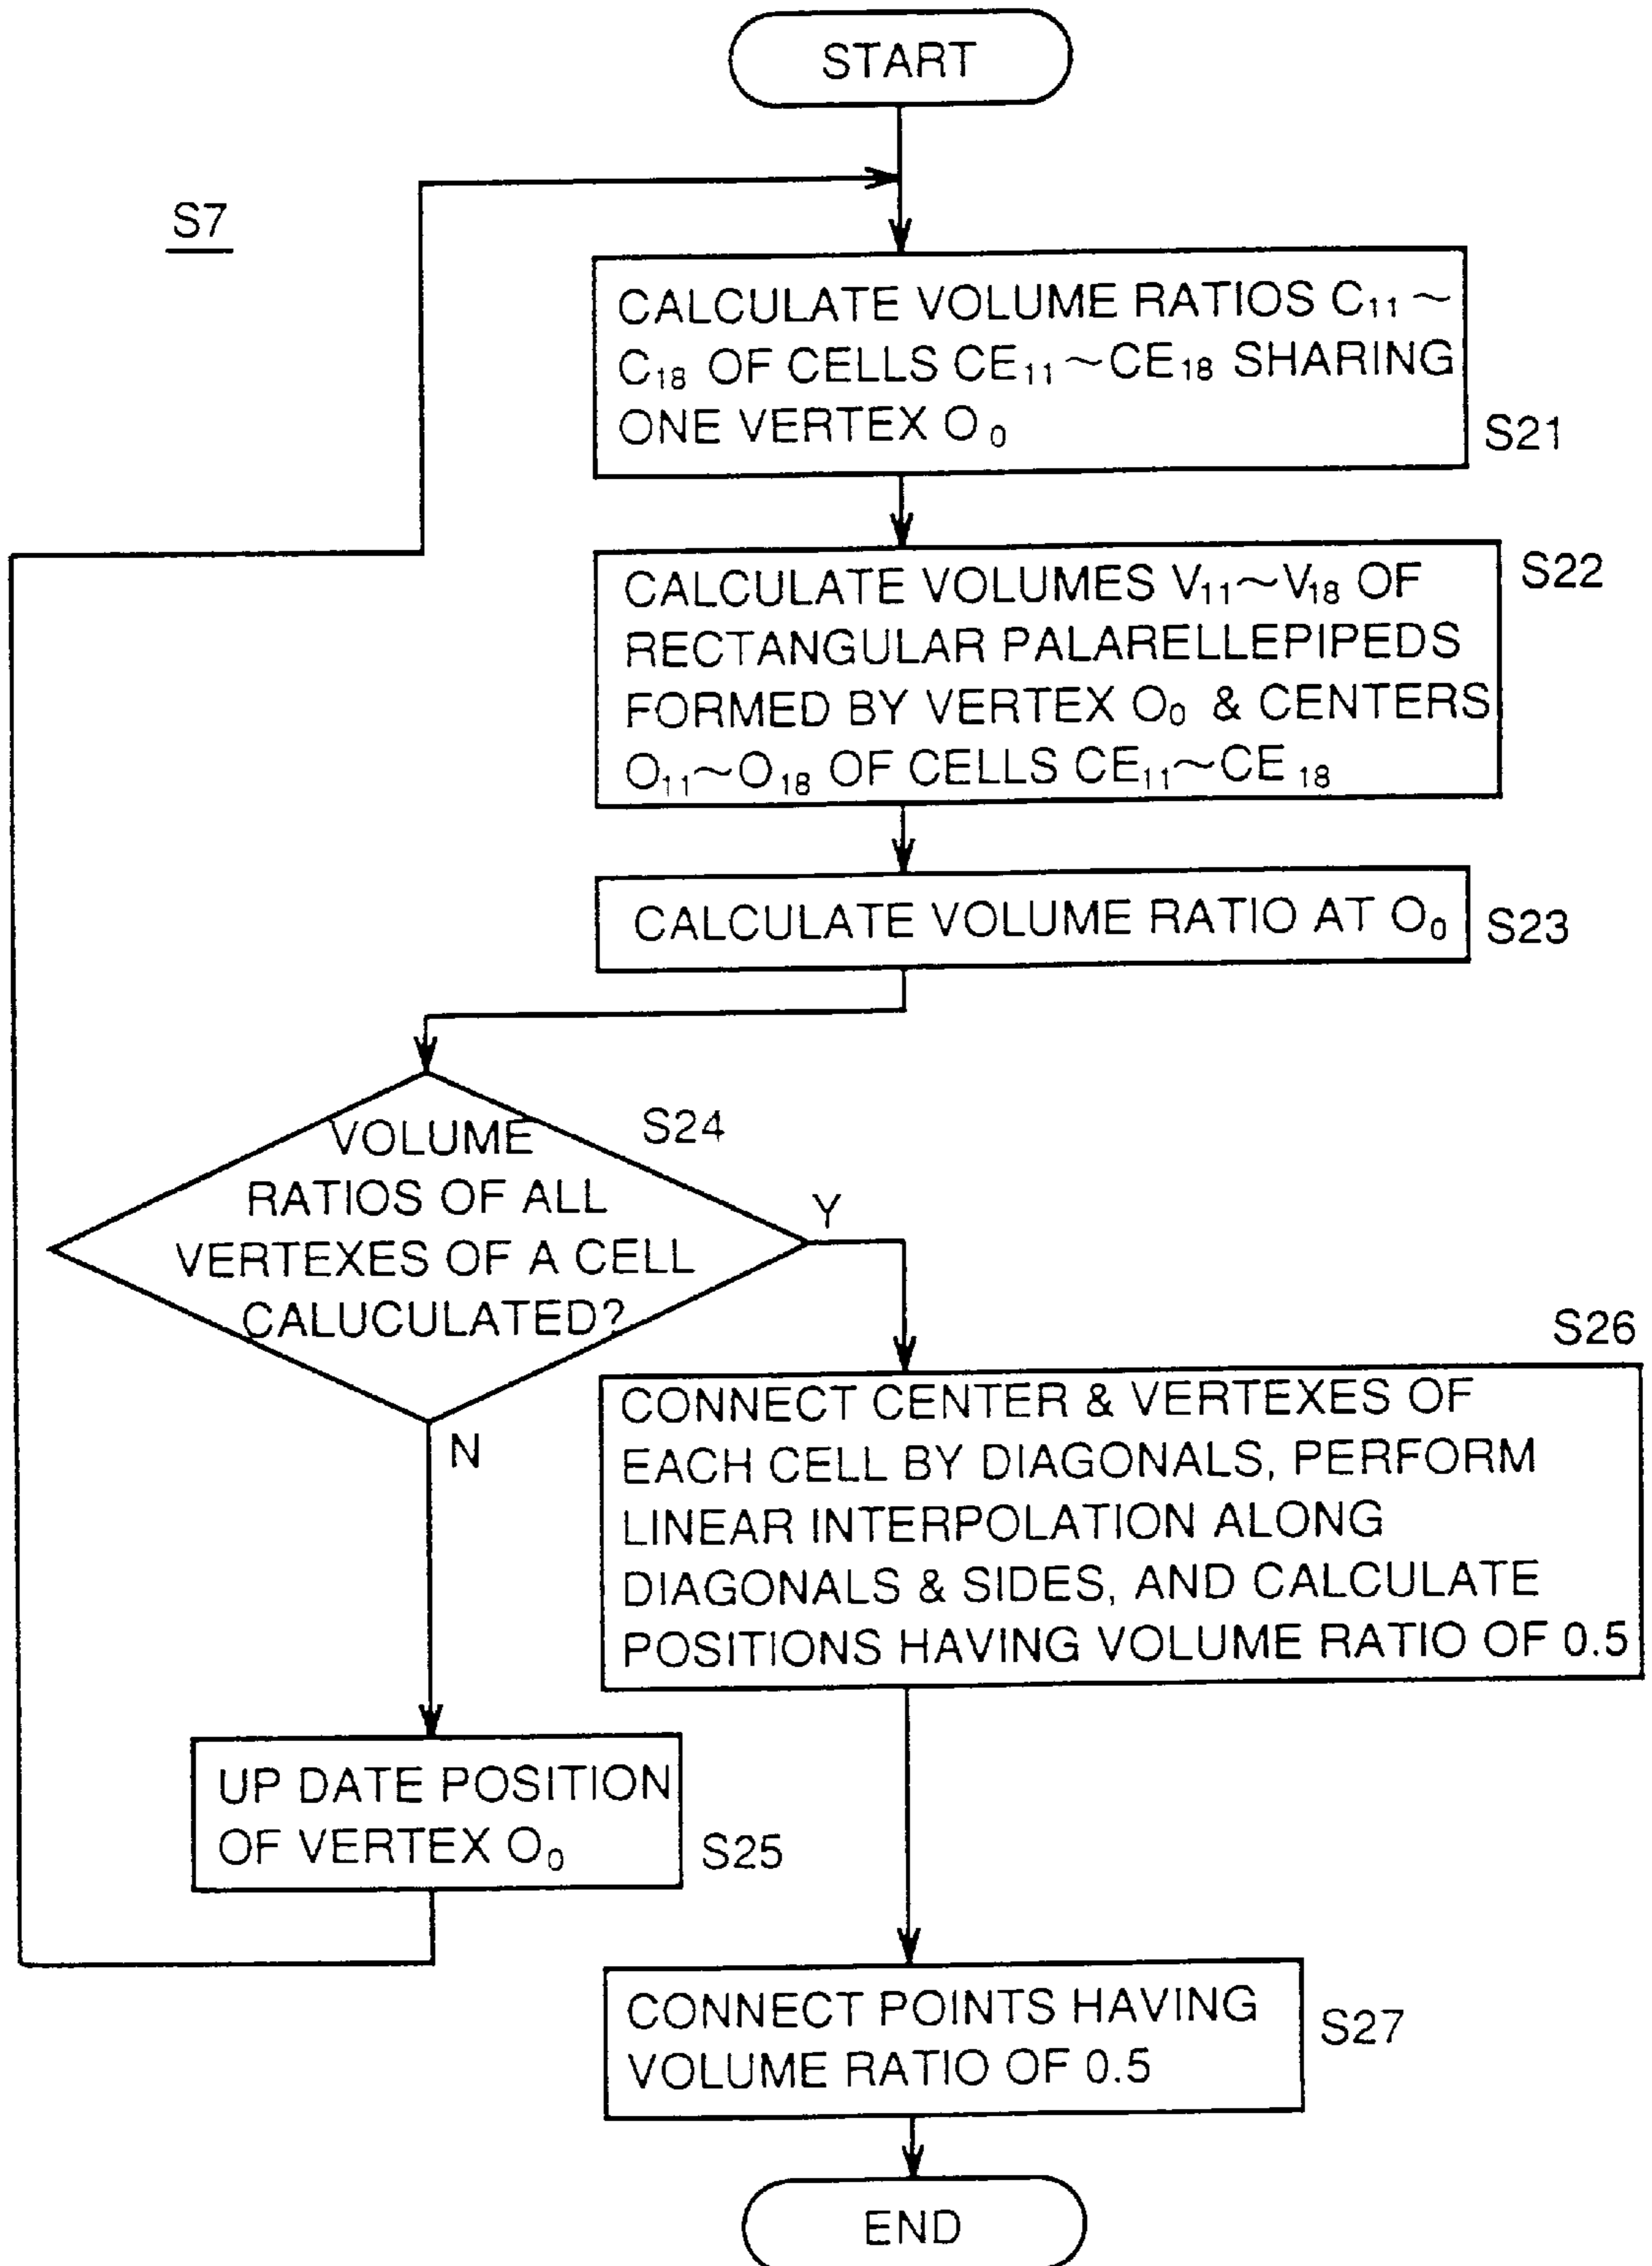 START
S7
CALCULATE VOLUME RATIOS C₁₁～
C₁₈ OF CELLS CE₁₁～CE₁₈ SHARING
ONE VERTEX O₀
S21
S22
CALCULATE VOLUMES V₁₁～V₁₈ OF
RECTANGULAR PALARELLEPIPEDS
FORMED BY VERTEX O₀ & CENTERS
O₁₁～O₁₈ OF CELLS CE₁₁～CE₁₈
CALCULATE VOLUME RATIO AT O₀
S23
S24
VOLUME
RATIOS OF ALL
VERTEXES OF A CELL
CALUCULATED?
Y
N
S26
CONNECT CENTER & VERTEXES OF
EACH CELL BY DIAGONALS, PERFORM
LINEAR INTERPOLATION ALONG
DIAGONALS & SIDES, AND CALCULATE
POSITIONS HAVING VOLUME RATIO OF 0.5
UP DATE POSITION
OF VERTEX O₀
S25
CONNECT POINTS HAVING
VOLUME RATIO OF 0.5
S27
END